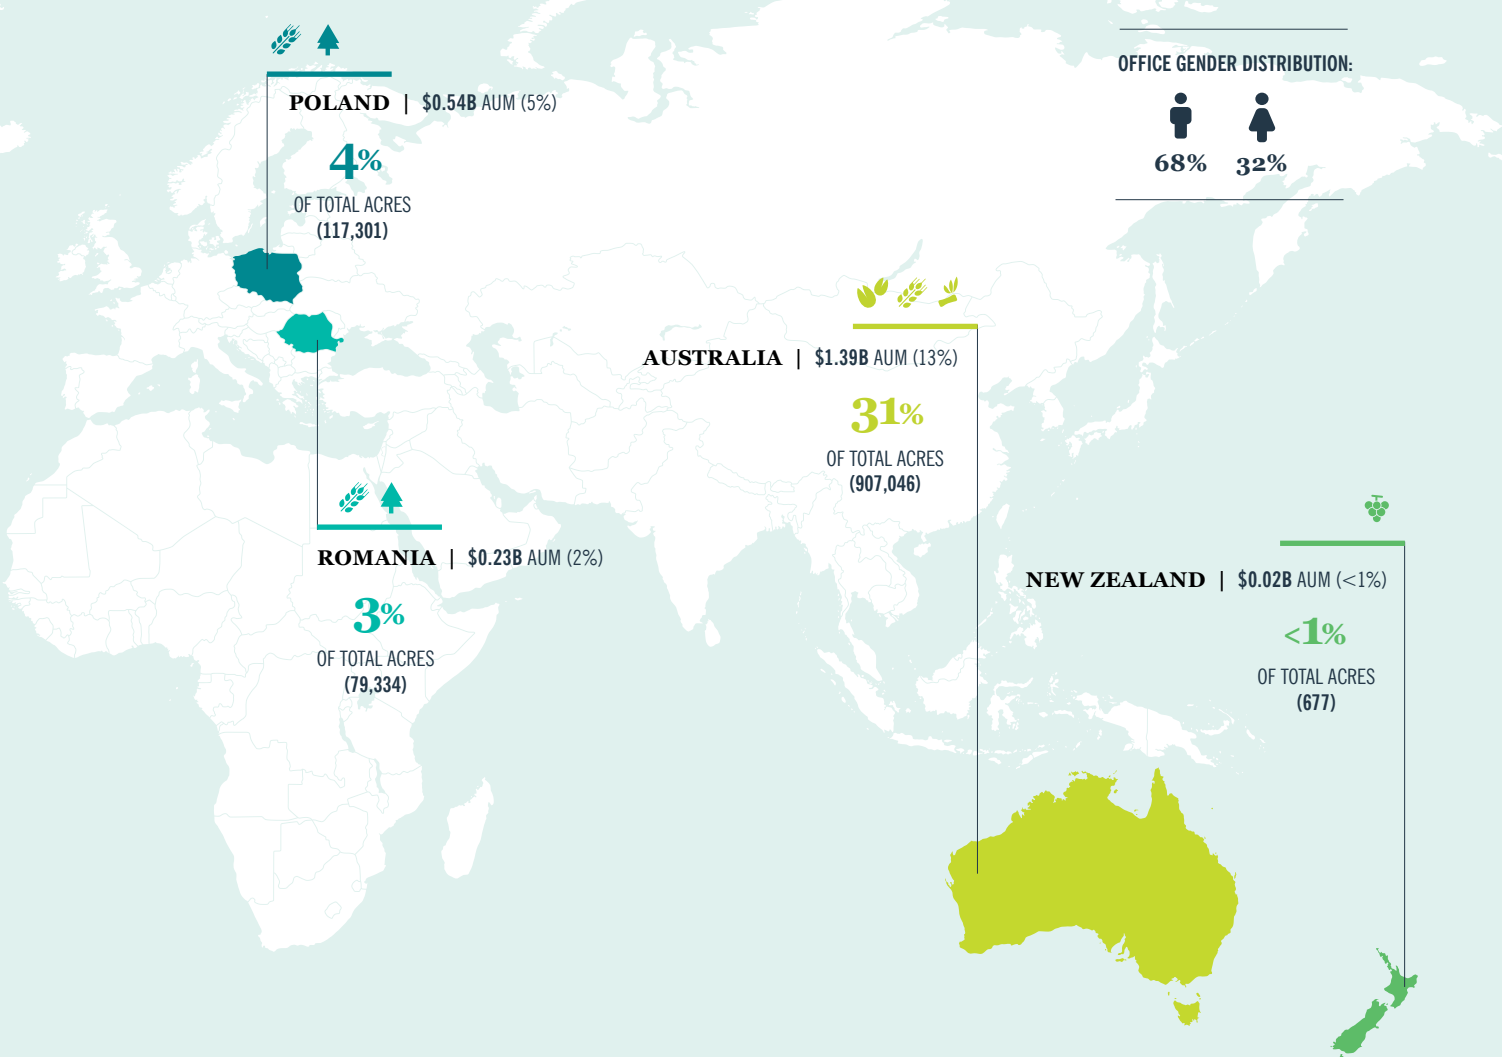 POLAND | $0.54B AUM (5%)
4%
OF TOTAL ACRES
(117,301)
OFFICE GENDER DISTRIBUTION:
68% 32%
AUSTRALIA | $1.39B AUM (13%)
31%
OF TOTAL ACRES
(907,046)
ROMANIA | $0.23B AUM (2%)
3%
OF TOTAL ACRES
(79,334)
NEW ZEALAND | $0.02B AUM (<1%)
<1%
OF TOTAL ACRES
(677)